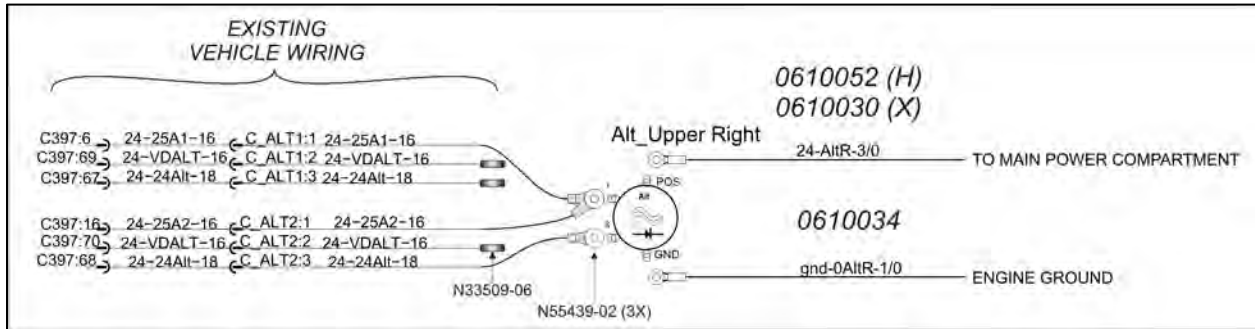 EXISTING
VEHICLE WIRING
0610052 (H)
0610030 (X)
Alt_Upper Right
C397:6 24-25A1-16 C_ALT1:1 24-25A1-16
C397:69 24-VDALT-16 C_ALT1:2 24-VDALT-16
C397:67 24-24Alt-18 C_ALT1:3 24-24Alt-18
24-AltR-3/0 TO MAIN POWER COMPARTMENT
POS
Alt
C397:16 24-25A2-16 C_ALT2:1 24-25A2-16
C397:70 24-VDALT-16 C_ALT2:2 24-VDALT-16
C397:68 24-24Alt-18 C_ALT2:3 24-24Alt-18
0610034
GND
gnd-0AltR-1/0 ENGINE GROUND
N33509-06
N55439-02 (3X)